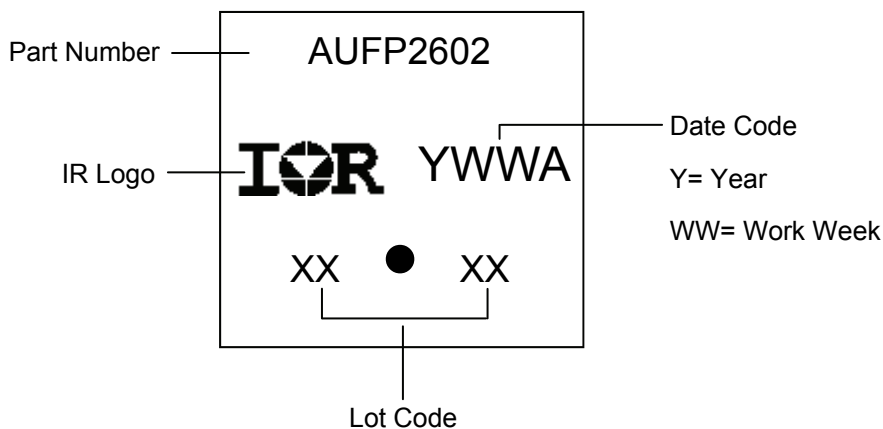 Part Number
AUFP2602
IR Logo
IOR
YWWA
Date Code
Y= Year
WW= Work Week
XX
XX
Lot Code